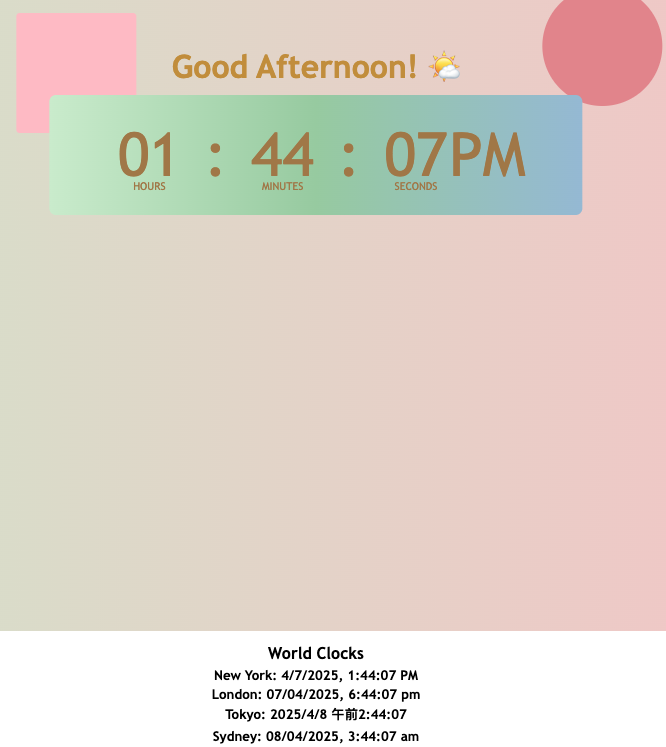 Good Afternoon! 🌤️
01 : 44 : 07PM
HOURS MINUTES SECONDS
World Clocks
New York: 4/7/2025, 1:44:07 PM
London: 07/04/2025, 6:44:07 pm
Tokyo: 2025/4/8 午前2:44:07
Sydney: 08/04/2025, 3:44:07 am